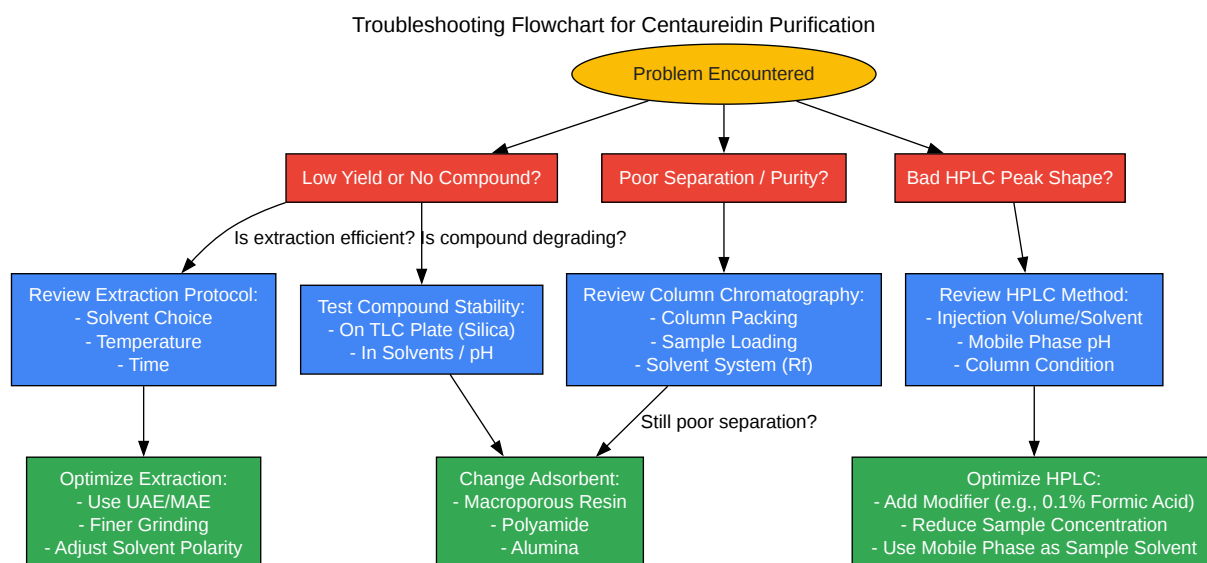 Troubleshooting Flowchart for Centaureidin Purification
Problem Encountered
Low Yield or No Compound?
Poor Separation / Purity?
Bad HPLC Peak Shape?
Is extraction efficient?
Is compound degrading?
Review Extraction Protocol:
- Solvent Choice
- Temperature
- Time
Test Compound Stability:
- On TLC Plate (Silica)
- In Solvents / pH
Review Column Chromatography:
- Column Packing
- Sample Loading
- Solvent System (Rf)
Review HPLC Method:
- Injection Volume/Solvent
- Mobile Phase pH
- Column Condition
Still poor separation?
Optimize Extraction:
- Use UAE/MAE
- Finer Grinding
- Adjust Solvent Polarity
Change Adsorbent:
- Macroporous Resin
- Polyamide
- Alumina
Optimize HPLC:
- Add Modifier (e.g., 0.1% Formic Acid)
- Reduce Sample Concentration
- Use Mobile Phase as Sample Solvent